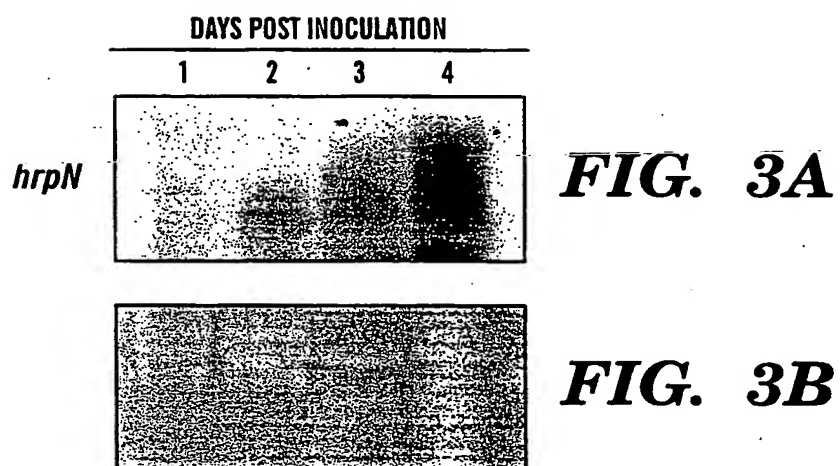 DAYS POST INOCULATION
1 2 3 4
hrpN
FIG. 3A
FIG. 3B